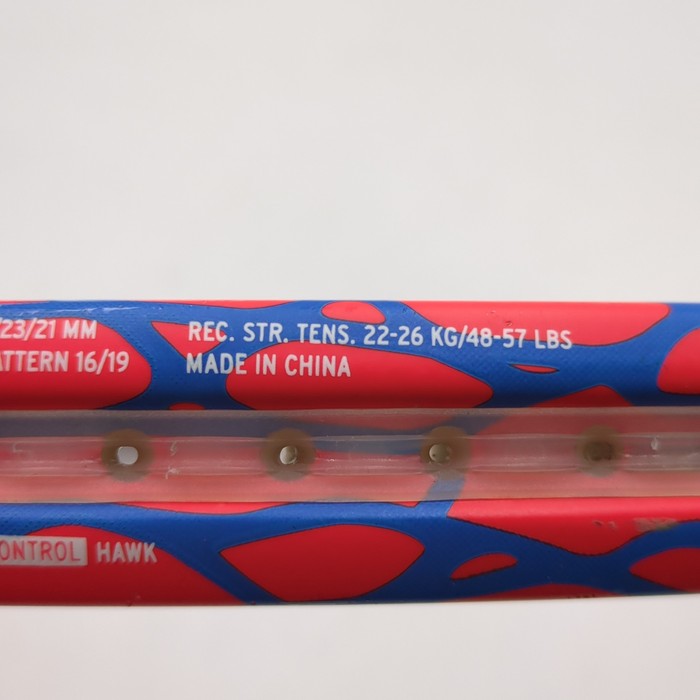 /23/21 MM
REC. STR. TENS. 22-26 KG/48-57 LBS
ATTERN 16/19
MADE IN CHINA
ONTROL HAWK